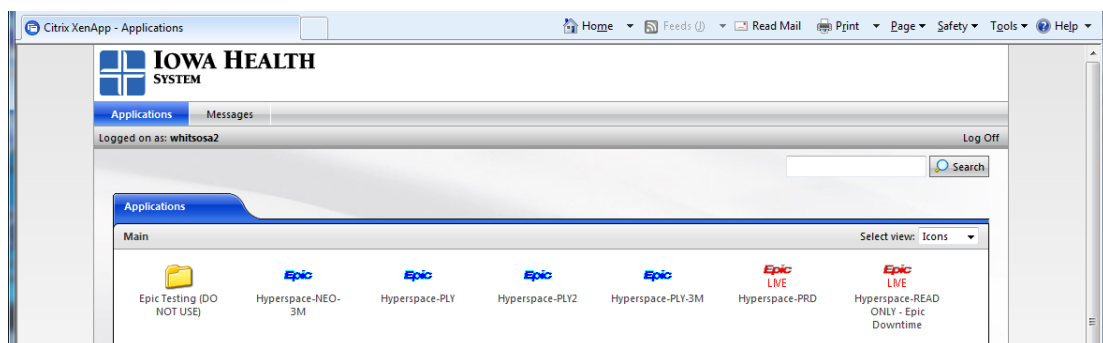 Citrix XenApp - Applications
Home Feeds (J) Read Mail Print Page Safety Tools Help
IOWA HEALTH
SYSTEM
Applications Messages
Logged on as: whitsosa2 Log Off
Search
Applications
Main Select view: Icons
Epic Epic Epic Epic Epic Epic
LIVE LIVE
Epic Testing (DO NOT USE) Hyperspace-NEO-3M Hyperspace-PLY Hyperspace-PLY2 Hyperspace-PLY-3M Hyperspace-PRD Hyperspace-READ ONLY - Epic Downtime